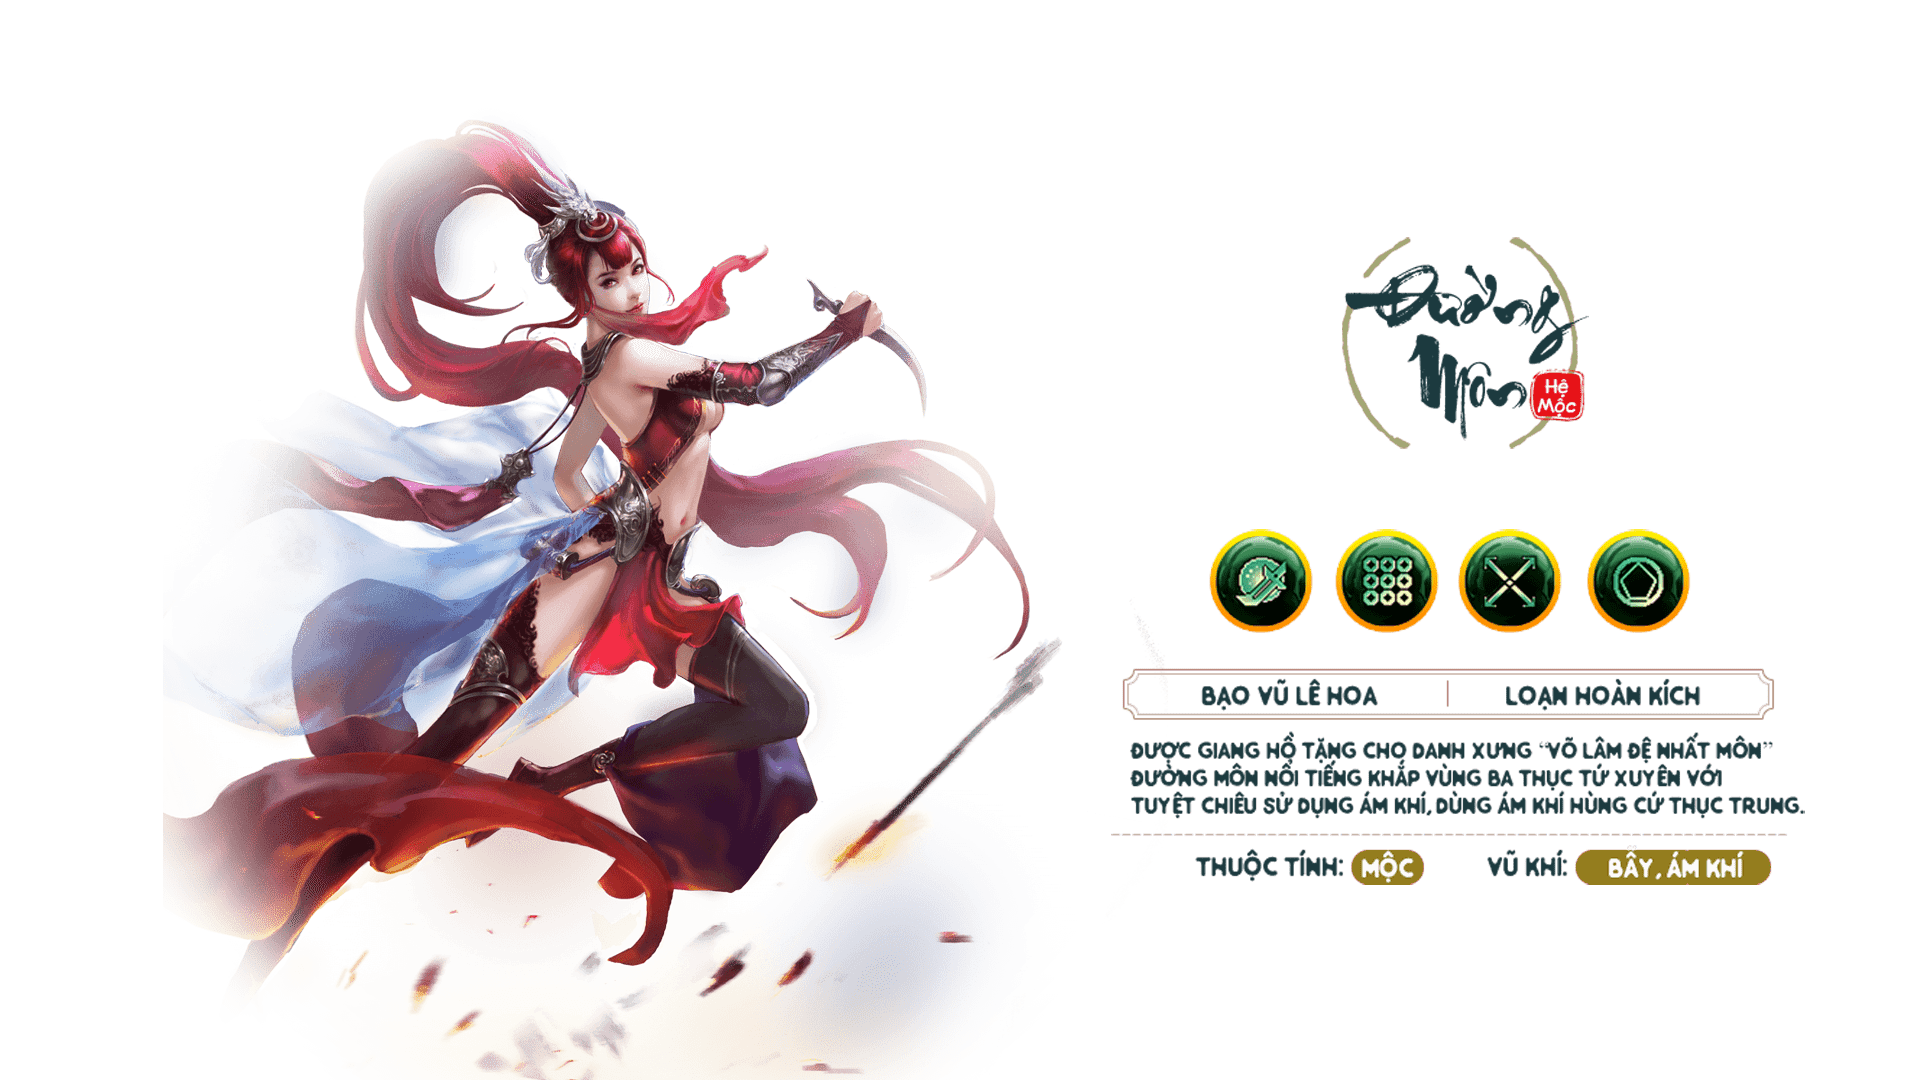 Đường
Môn
Hệ
Mộc
BẠO VŨ LÊ HOA
LOẠN HOÀN KÍCH
ĐƯỢC GIANG HỒ TẶNG CHO DANH XƯNG “VÕ LÂM ĐỆ NHẤT MÔN”
ĐƯỜNG MÔN NỔI TIẾNG KHẮP VÙNG BA THỤC TỨ XUYÊN VỚI
TUYỆT CHIÊU SỬ DỤNG ÁM KHÍ, DÙNG ÁM KHÍ HÙNG CỨ THỤC TRUNG.
THUỘC TÍNH: MỘC
VŨ KHÍ: BẪY, ÁM KHÍ